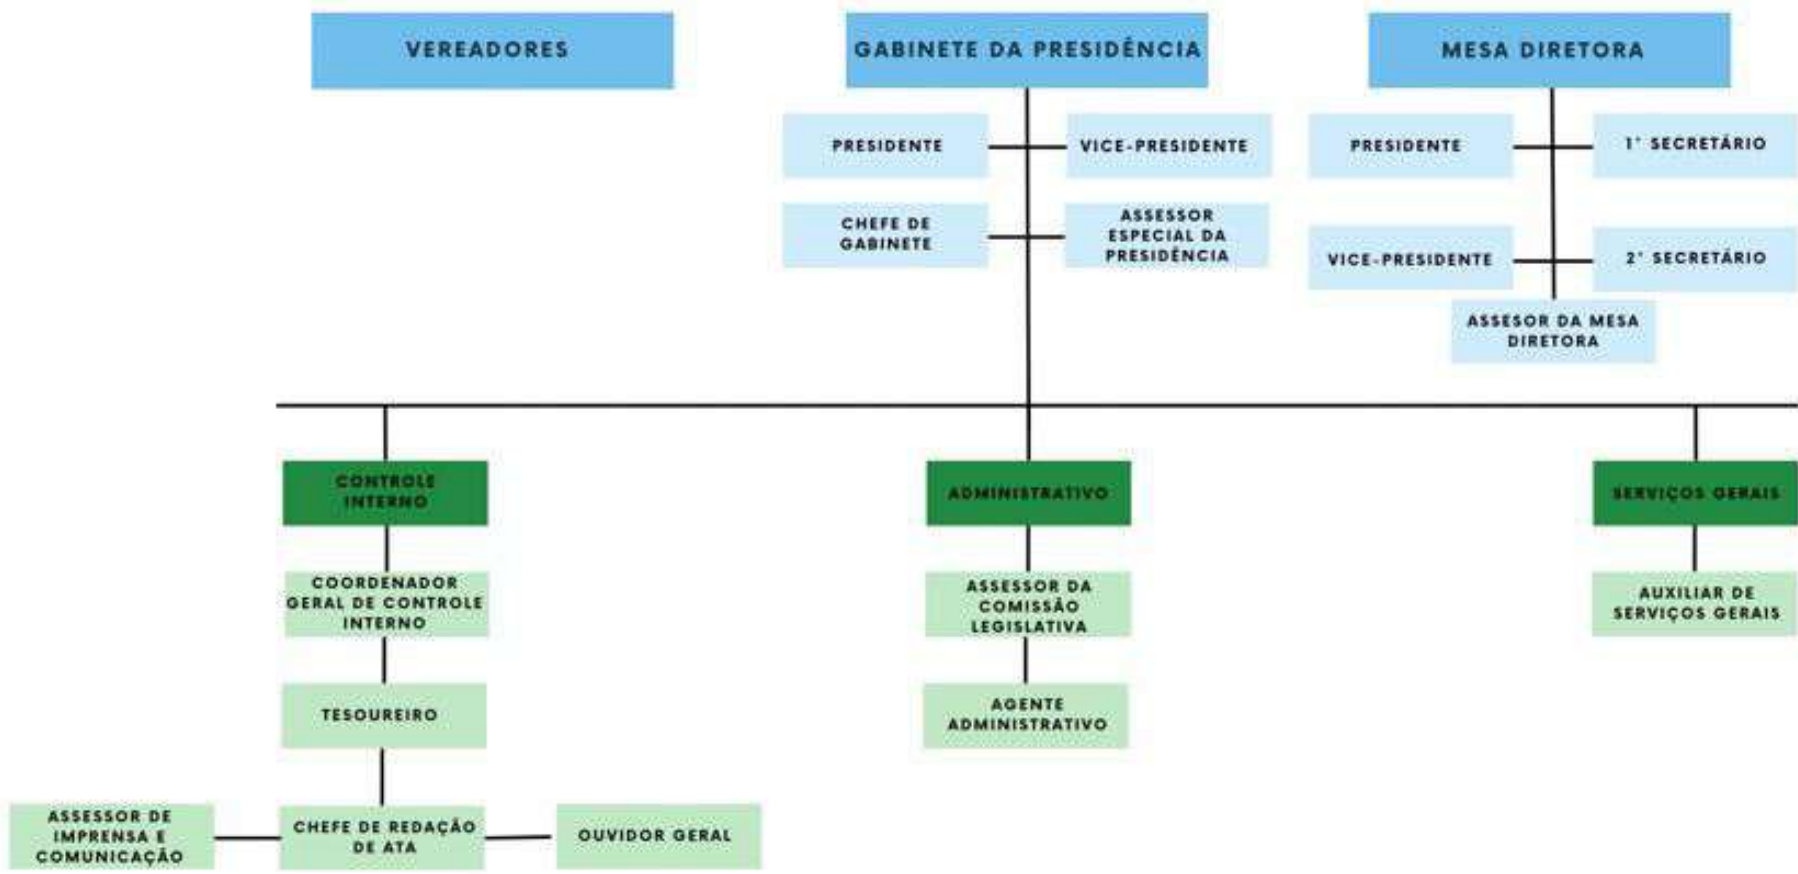 VEREADORES
GABINETE DA PRESIDÊNCIA
MESA DIRETORA
PRESIDENTE
VICE-PRESIDENTE
PRESIDENTE
1° SECRETÁRIO
CHEFE DE
GABINETE
ASSESSOR
ESPECIAL DA
PRESIDÊNCIA
VICE-PRESIDENTE
2° SECRETÁRIO
ASSESOR DA MESA
DIRETORA
CONTROLE
INTERNO
ADMINISTRATIVO
SERVIÇOS GERAIS
COORDENADOR
GERAL DE CONTROLE
INTERNO
ASSESSOR DA
COMISSÃO
LEGISLATIVA
AUXILIAR DE
SERVIÇOS GERAIS
TESOUREIRO
AGENTE
ADMINISTRATIVO
ASSESSOR DE
IMPRENSA E
COMUNICAÇÃO
CHEFE DE REDAÇÃO
DE ATA
OUVIDOR GERAL